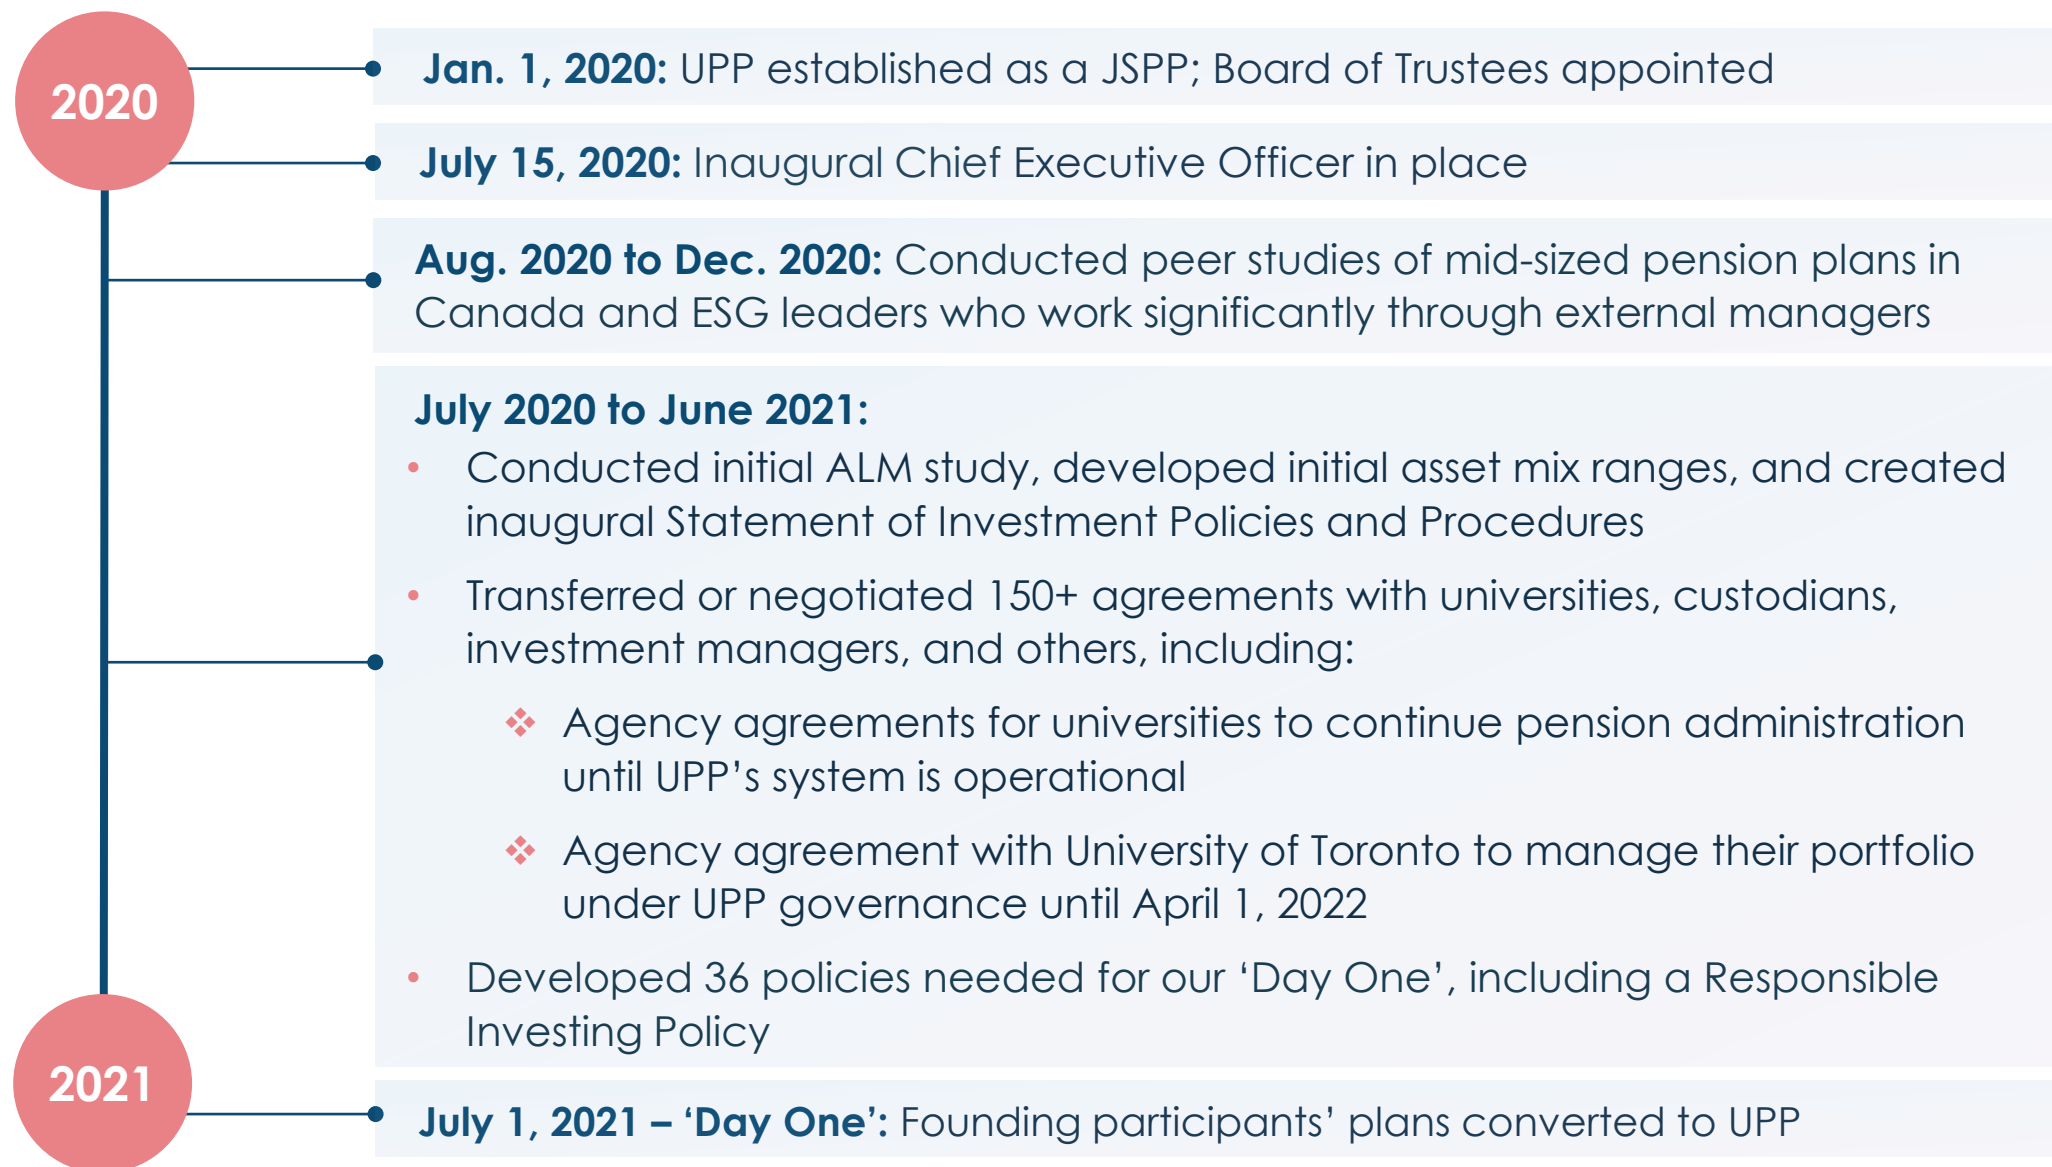 2020
Jan. 1, 2020: UPP established as a JSPP; Board of Trustees appointed
July 15, 2020: Inaugural Chief Executive Officer in place
Aug. 2020 to Dec. 2020: Conducted peer studies of mid-sized pension plans in
Canada and ESG leaders who work significantly through external managers
July 2020 to June 2021:
• Conducted initial ALM study, developed initial asset mix ranges, and created
inaugural Statement of Investment Policies and Procedures
• Transferred or negotiated 150+ agreements with universities, custodians,
investment managers, and others, including:
❖ Agency agreements for universities to continue pension administration
until UPP’s system is operational
❖ Agency agreement with University of Toronto to manage their portfolio
under UPP governance until April 1, 2022
• Developed 36 policies needed for our ‘Day One’, including a Responsible
Investing Policy
2021
July 1, 2021 – ‘Day One’: Founding participants’ plans converted to UPP